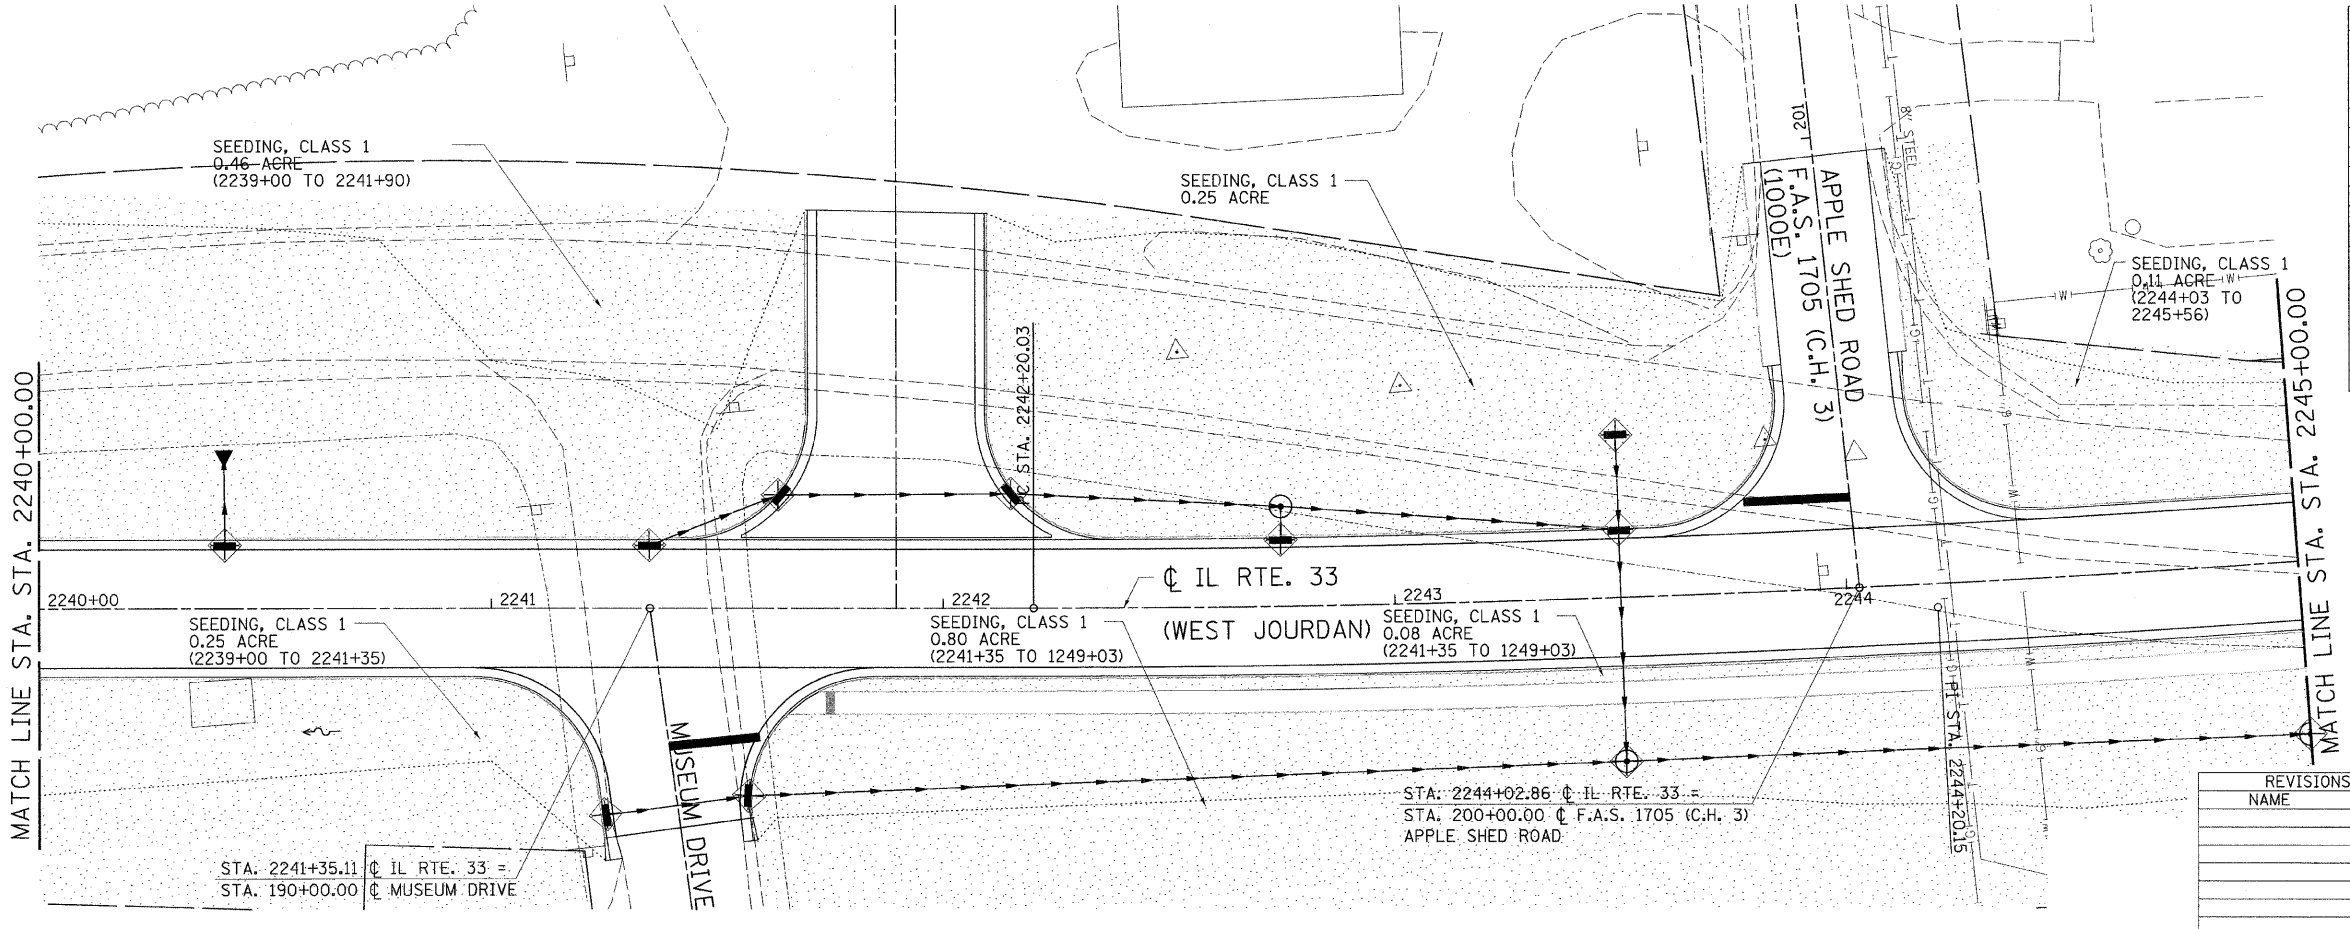 SEEDING, CLASS 1
0.46 ACRE
(2239+00 TO 2241+90)
SEEDING, CLASS 1
0.25 ACRE
201
APPLE SHED ROAD
F.A.S. 1705 (C.H. 3)
(1000E)
8" STEEL
SEEDING, CLASS 1
0.11 ACRE
(2244+03 TO
2245+56)
W
W
MATCH LINE STA. STA. 2240+00.00
STA. 2242+20.03
MATCH LINE STA. STA. 2245+00.00
℄ IL RTE. 33
(WEST JOURDAN)
2240+00
2241
2242
2243
2244
SEEDING, CLASS 1
0.25 ACRE
(2239+00 TO 2241+35)
SEEDING, CLASS 1
0.80 ACRE
(2241+35 TO 1249+03)
SEEDING, CLASS 1
0.08 ACRE
(2241+35 TO 1249+03)
MUSEUM DRIVE
PI STA. 2244+20.15
STA. 2244+02.86 ℄ IL RTE. 33 =
STA. 200+00.00 ℄ F.A.S. 1705 (C.H. 3)
APPLE SHED ROAD
STA. 2241+35.11 ℄ IL RTE. 33 =
STA. 190+00.00 ℄ MUSEUM DRIVE
REVISIONS
NAME